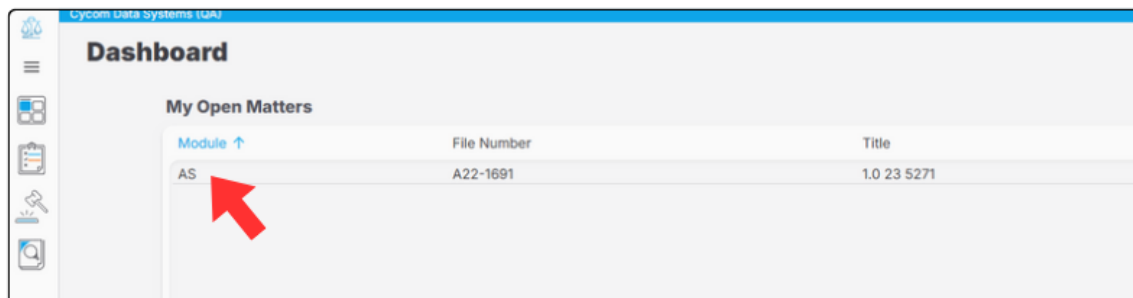 Cycom Data Systems (QA)
Dashboard
My Open Matters
Module ↑ File Number Title
AS A22-1691 1.0 23 5271